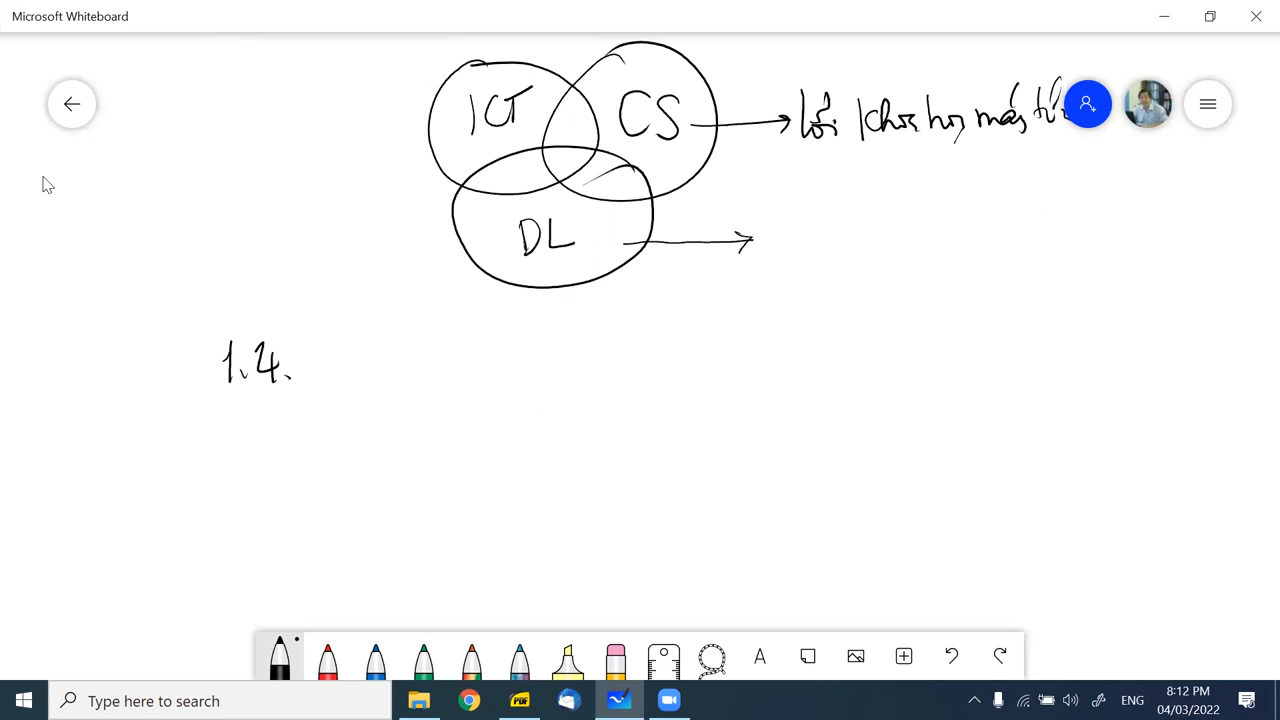 Microsoft Whiteboard
ICT
CS
lõi khoa học máy
DL
1.4.
A
Type here to search
PDF
ENG
8:12 PM
04/03/2022